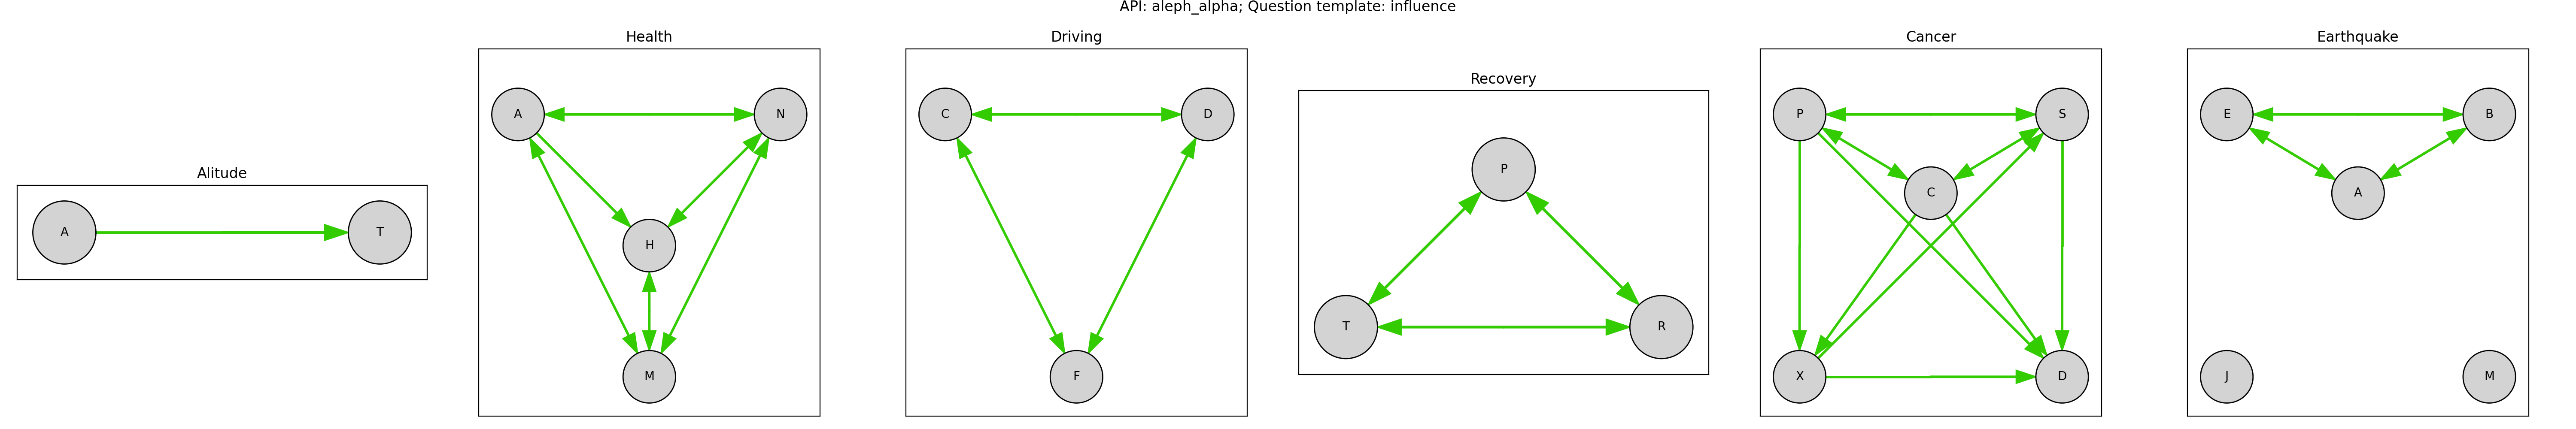 API: aleph_alpha; Question template: influence
Alitude
A
T
Health
A
N
H
M
Driving
C
D
F
Recovery
P
T
R
Cancer
P
S
C
X
D
Earthquake
E
B
A
J
M